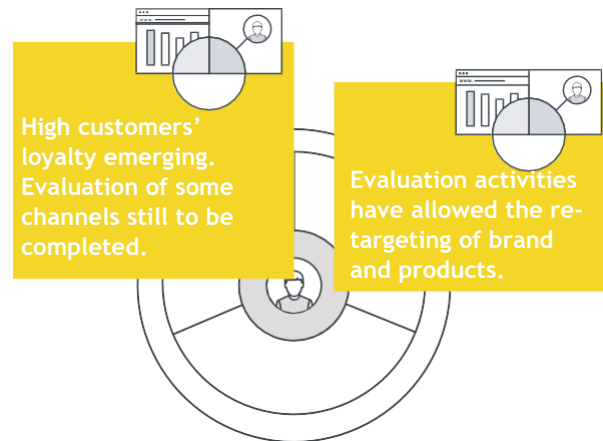 High customers’
loyalty emerging.
Evaluation of some
channels still to be
completed.
www.
Evaluation activities
have allowed the re-
targeting of brand
and products.